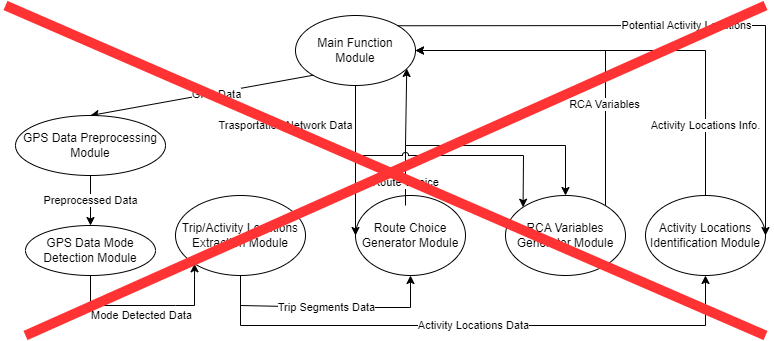 Potential Activity Locations
Main Function
Module
GPS Data
RCA Variables
Trasportation Network Data
Activity Locations Info.
GPS Data Preprocessing
Module
Route Choice
Preprocessed Data
Trip/Activity Locations
Extraction Module
Route Choice
Generator Module
RCA Variables
Generator Module
Activity Locations
Identification Module
GPS Data Mode
Detection Module
Trip Segments Data
Mode Detected Data
Activity Locations Data